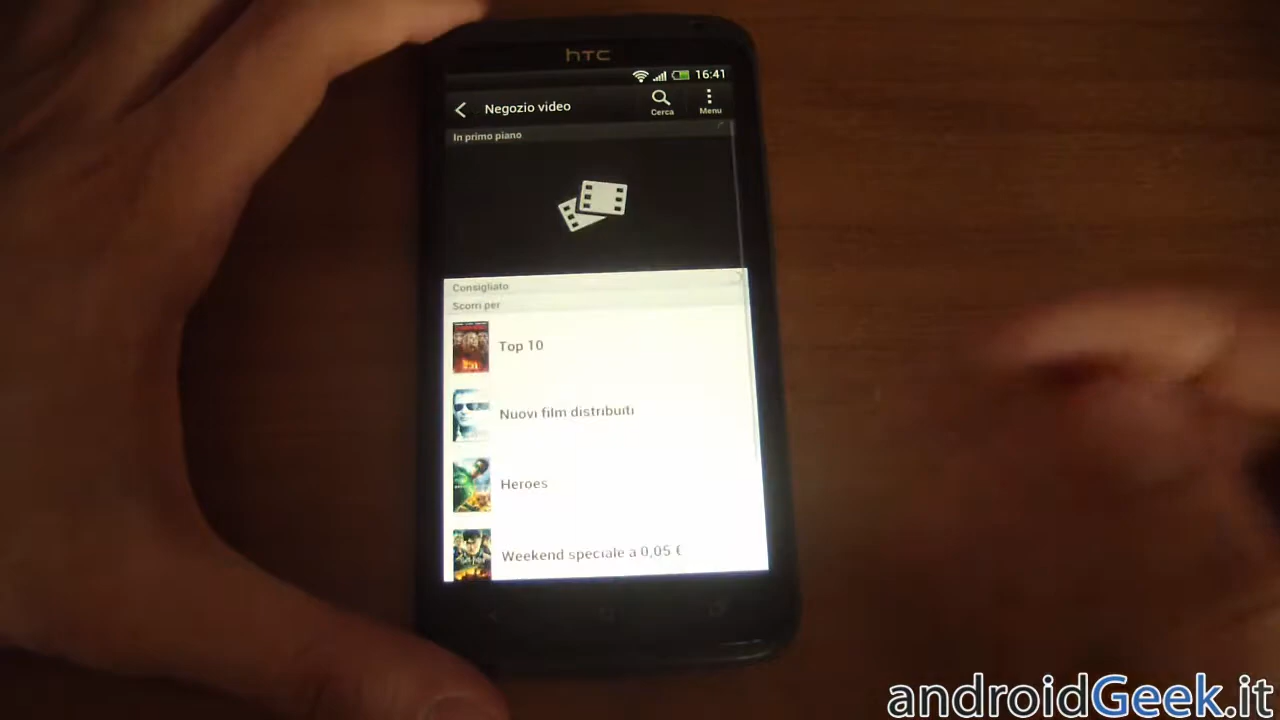 hTC
16:41
Negozio video
Cerca
Menu
In primo piano
Consigliato
Scorri per
Top 10
Nuovi film distribuiti
Heroes
Weekend speciale a 0,05 €
androidGeek.it